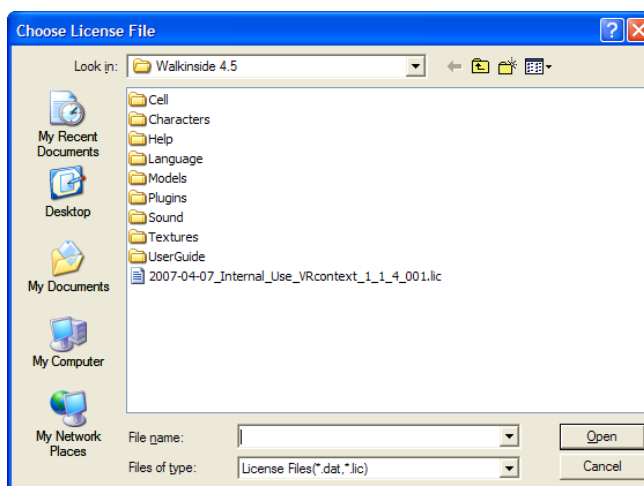 Choose License File
Look in:
Walkinside 4.5
My Recent
Documents
Desktop
My Documents
My Computer
My Network
Places
Cell
Characters
Help
Language
Models
Plugins
Sound
Textures
UserGuide
2007-04-07_Internal_Use_VRcontext_1_1_4_001.lic
File name:
Open
Files of type:
License Files(*.dat,*.lic)
Cancel